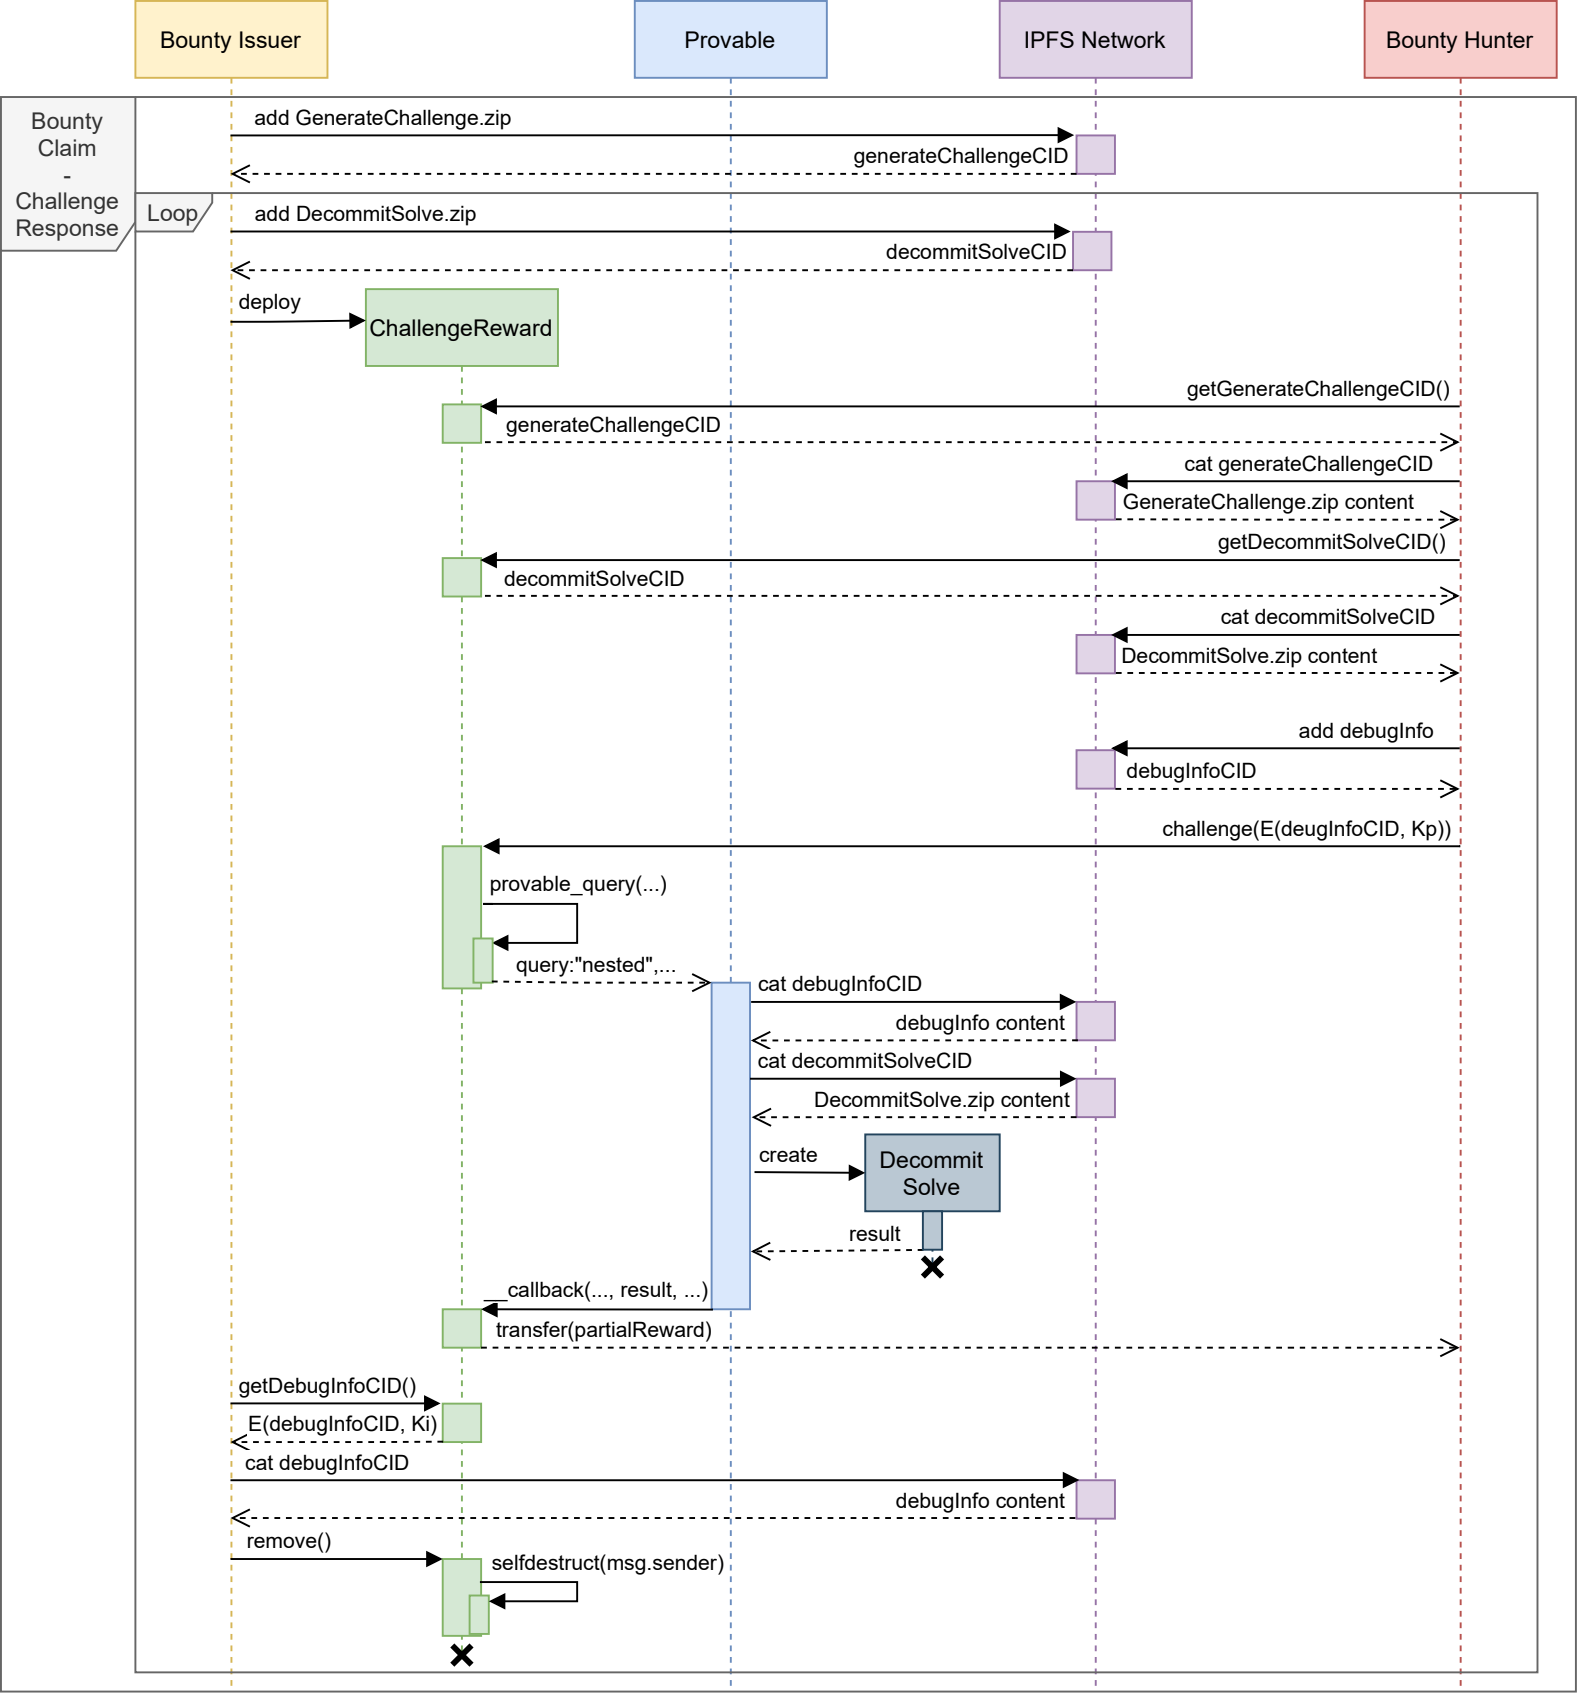 Bounty Issuer
Provable
IPFS Network
Bounty Hunter
Bounty
Claim
-
Challenge
Response
add GenerateChallenge.zip
generateChallengeCID
Loop
add DecommitSolve.zip
decommitSolveCID
deploy
ChallengeReward
getGenerateChallengeCID()
generateChallengeCID
cat generateChallengeCID
GenerateChallenge.zip content
getDecommitSolveCID()
decommitSolveCID
cat decommitSolveCID
DecommitSolve.zip content
add debugInfo
debugInfoCID
challenge(E(deugInfoCID, Kp))
provable_query(...)
query:"nested",...
cat debugInfoCID
debugInfo content
cat decommitSolveCID
DecommitSolve.zip content
create
Decommit
Solve
result
__callback(..., result, ...)
transfer(partialReward)
getDebugInfoCID()
E(debugInfoCID, Ki)
cat debugInfoCID
debugInfo content
remove()
selfdestruct(msg.sender)